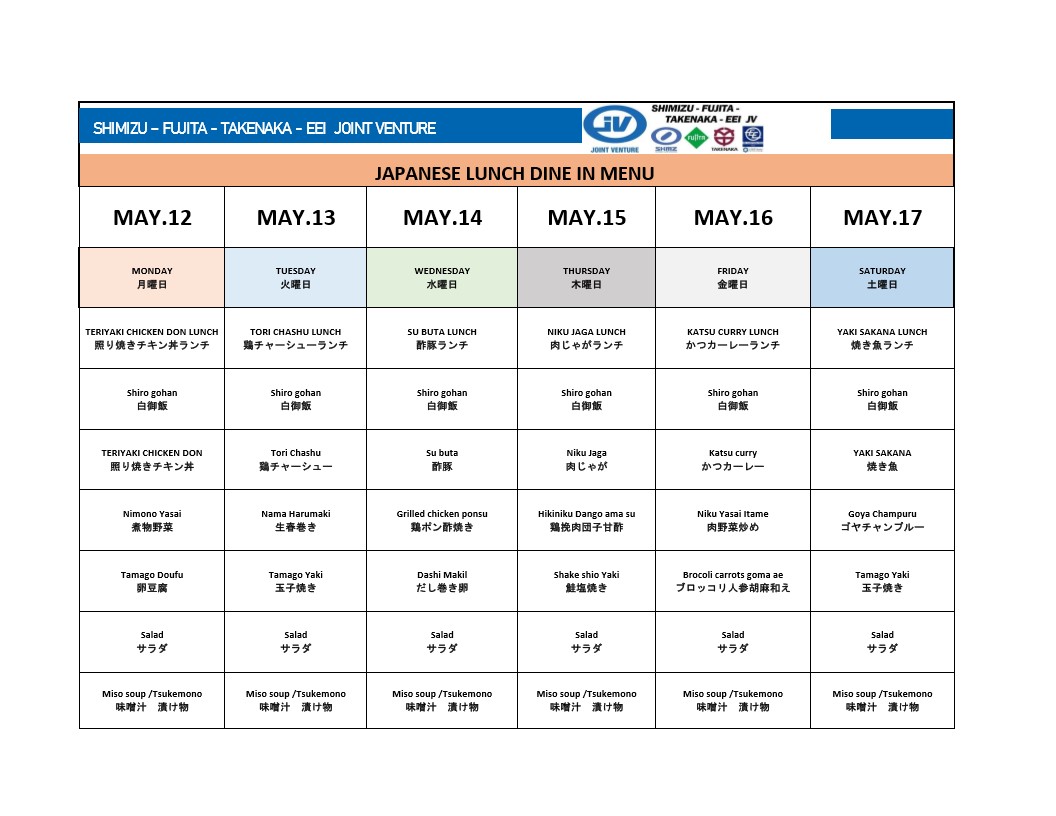 SHIMIZU – FUJITA - TAKENAKA - EEI JOINT VENTURE
JV
JOINT VENTURE
SHIMIZU - FUJITA -
TAKENAKA - EEI JV
FUJITA
TAKENAKA
JAPANESE LUNCH DINE IN MENU
MAY.12 MAY.13 MAY.14 MAY.15 MAY.16 MAY.17
MONDAY TUESDAY WEDNESDAY THURSDAY FRIDAY SATURDAY
月曜日 火曜日 水曜日 木曜日 金曜日 土曜日
TERIYAKI CHICKEN DON LUNCH TORI CHASHU LUNCH SU BUTA LUNCH NIKU JAGA LUNCH KATSU CURRY LUNCH YAKI SAKANA LUNCH
照り焼きチキン丼ランチ 鶏チャーシューランチ 酢豚ランチ 肉じゃがランチ かつカーレーランチ 焼き魚ランチ
Shiro gohan Shiro gohan Shiro gohan Shiro gohan Shiro gohan Shiro gohan
白御飯 白御飯 白御飯 白御飯 白御飯 白御飯
TERIYAKI CHICKEN DON Tori Chashu Su buta Niku Jaga Katsu curry YAKI SAKANA
照り焼きチキン丼 鶏チャーシュー 酢豚 肉じゃが かつカーレー 焼き魚
Nimono Yasai Nama Harumaki Grilled chicken ponsu Hikiniku Dango ama su Niku Yasai Itame Goya Champuru
煮物野菜 生春巻き 鶏ポン酢焼き 鶏挽肉団子甘酢 肉野菜炒め ゴヤチャンブルー
Tamago Doufu Tamago Yaki Dashi Makil Shake shio Yaki Brocoli carrots goma ae Tamago Yaki
卵豆腐 玉子焼き だし巻き卵 鮭塩焼き ブロッコリ人参胡麻和え 玉子焼き
Salad Salad Salad Salad Salad Salad
サラダ サラダ サラダ サラダ サラダ サラダ
Miso soup /Tsukemono Miso soup /Tsukemono Miso soup /Tsukemono Miso soup /Tsukemono Miso soup /Tsukemono Miso soup /Tsukemono
味噌汁　漬け物 味噌汁　漬け物 味噌汁　漬け物 味噌汁　漬け物 味噌汁　漬け物 味噌汁　漬け物